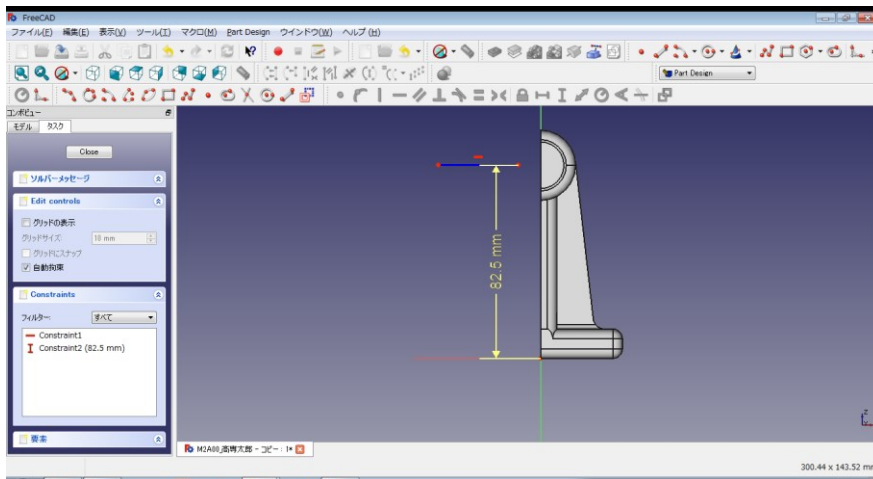 FreeCAD
ファイル(F) 編集(E) 表示(V) ツール(T) マクロ(M) Part Design ウインドウ(W) ヘルプ(H)
Part Design
コンボビュー
モデル タスク
Close
ソルバーメッセージ
Edit controls
グリッドの表示
グリッドサイズ: 10 mm
グリッドにスナップ
自動拘束
Constraints
フィルター: すべて
Constraint1
Constraint2 (82.5 mm)
要素
82.5 mm
M2A00_高専太郎 - コピー : 1*
300.44 x 143.52 mm